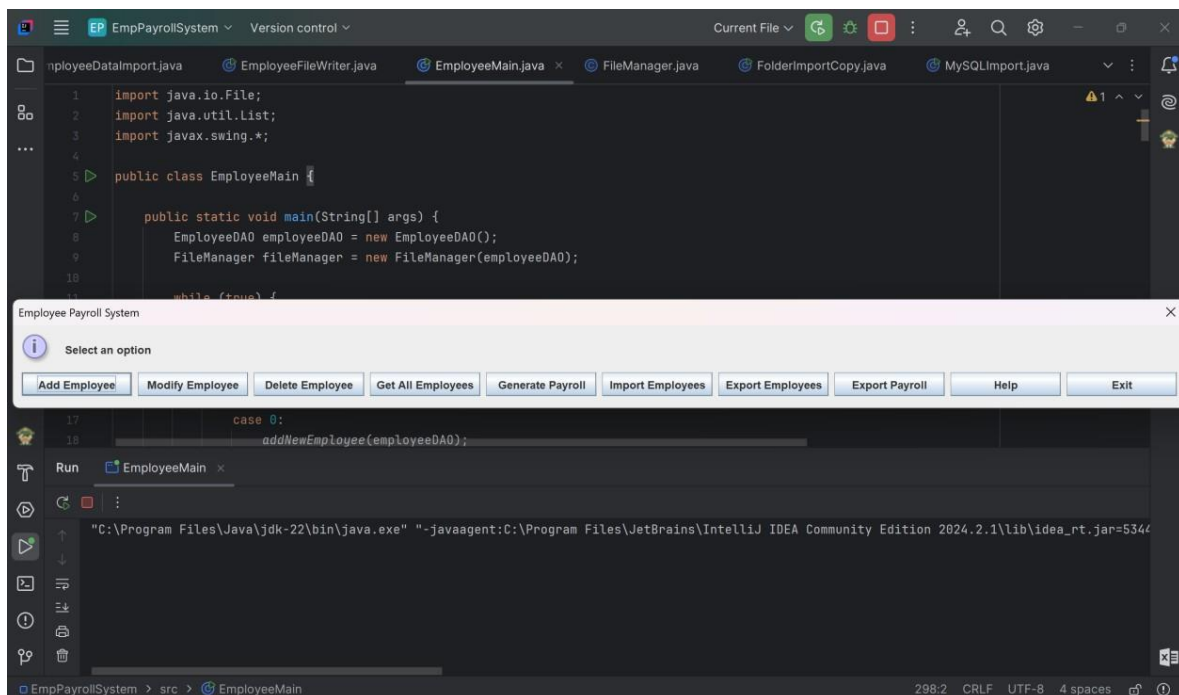 EP EmpPayrollSystem Version control Current File
mployeeDataImport.java EmployeeFileWriter.java EmployeeMain.java FileManager.java FolderImportCopy.java MySQLImport.java
1 import java.io.File;
2 import java.util.List;
3 import javax.swing.*;
4
5 public class EmployeeMain {
6
7 public static void main(String[] args) {
8 EmployeeDAO employeeDAO = new EmployeeDAO();
9 FileManager fileManager = new FileManager(employeeDAO);
10
11 while (true) {
1
Employee Payroll System
Select an option
Add Employee Modify Employee Delete Employee Get All Employees Generate Payroll Import Employees Export Employees Export Payroll Help Exit
17 case 0:
18 addNewEmployee(employeeDAO);
Run EmployeeMain
"C:\Program Files\Java\jdk-22\bin\java.exe" "-javaagent:C:\Program Files\JetBrains\IntelliJ IDEA Community Edition 2024.2.1\lib\idea_rt.jar=5344
EmpPayrollSystem > src > EmployeeMain 298:2 CRLF UTF-8 4 spaces